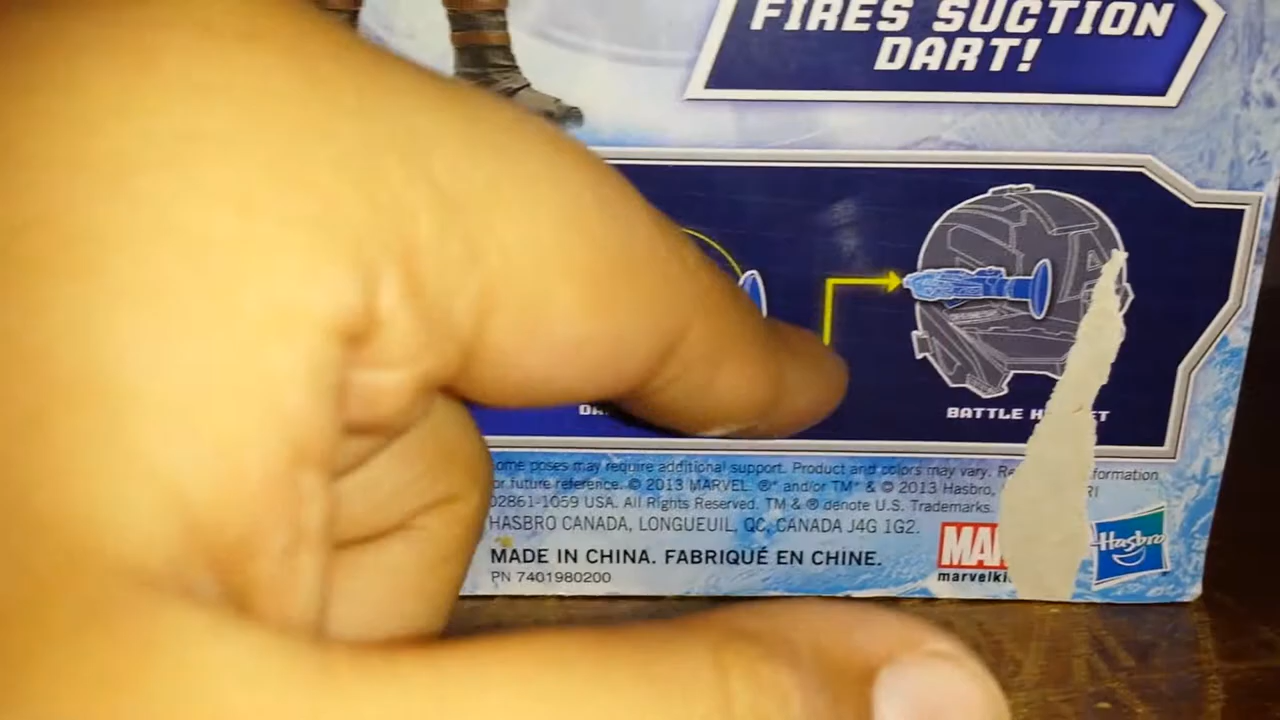 FIRES SUCTION
DART!
BATTLE
ome poses may require additional support. Product and colors may vary.
or future reference. © 2013 MARVEL ®* and/or TM* & © 2013 Hasbro,
02861-1059 USA. All Rights Reserved. TM & ® denote U.S. Trademarks.
HASBRO CANADA, LONGUEUIL, QC, CANADA J4G 1G2.
MADE IN CHINA. FABRIQUÉ EN CHINE.
PN 7401980200
Hasbro